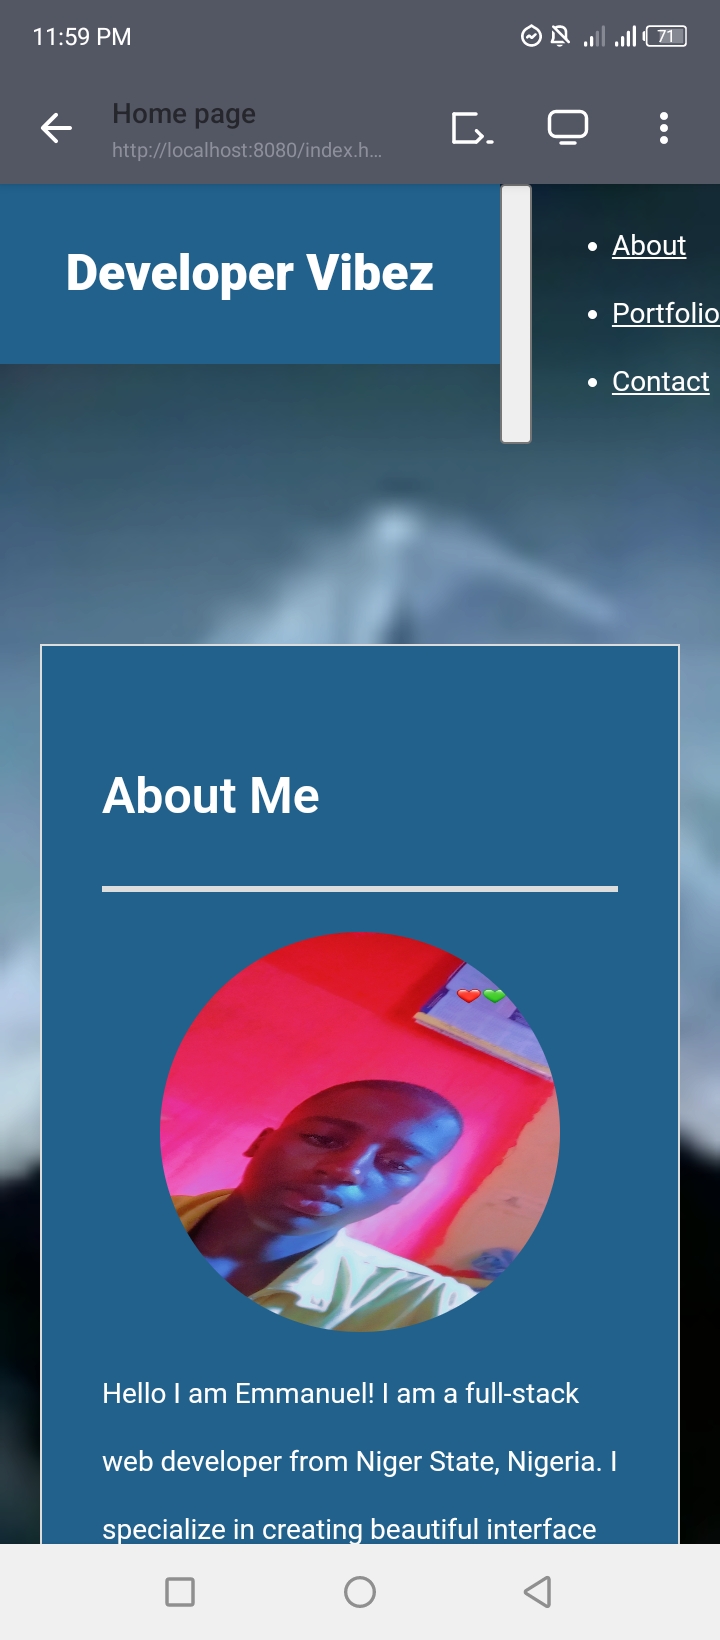 11:59 PM
71
Home page
http://localhost:8080/index.h...
Developer Vibez
About
Portfolio
Contact
About Me
Hello I am Emmanuel! I am a full-stack
web developer from Niger State, Nigeria. I
specialize in creating beautiful interface